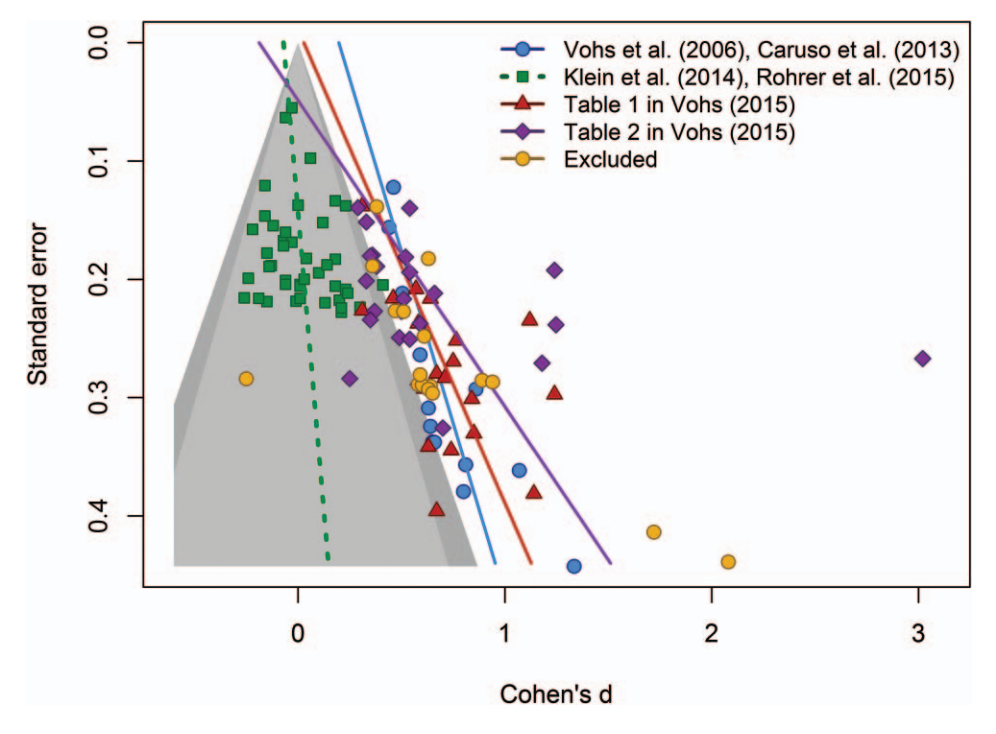 Vohs et al. (2006), Caruso et al. (2013)
Klein et al. (2014), Rohrer et al. (2015)
Table 1 in Vohs (2015)
Table 2 in Vohs (2015)
Excluded
Standard error
0.0
0.1
0.2
0.3
0.4
0 1 2 3
Cohen's d